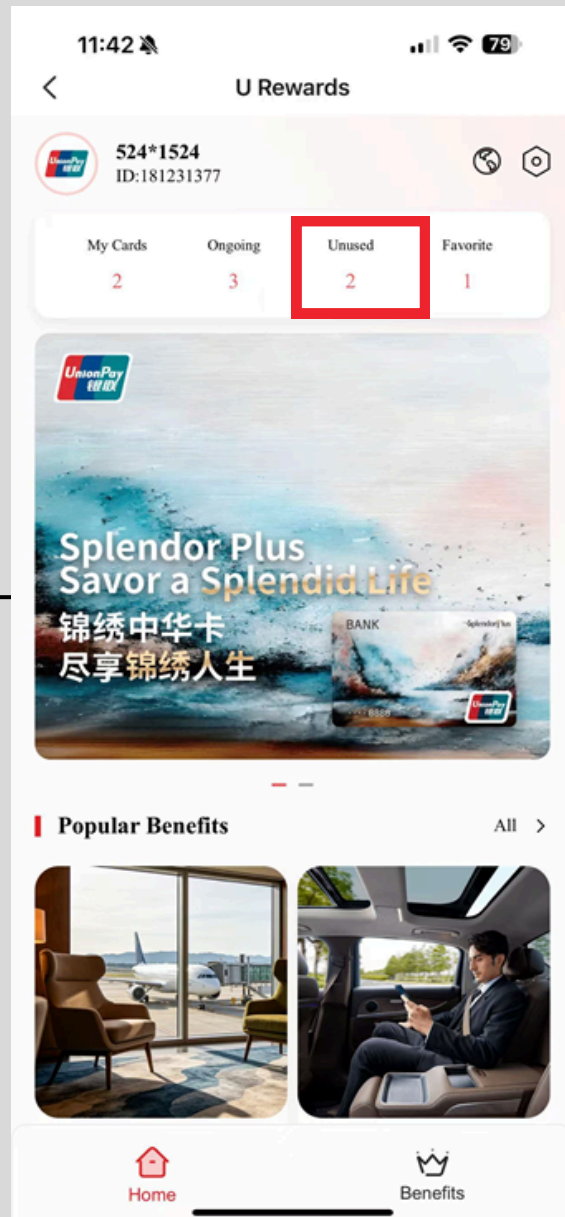 11:42
79
U Rewards
524*1524
ID:181231377
My Cards Ongoing Unused Favorite
2 3 2 1
UnionPay
银联
Splendor Plus
Savor a Splendid Life
锦绣中华卡
尽享锦绣人生
BANK
Splendor Plus
UnionPay
银联
Popular Benefits
All
Home
Benefits